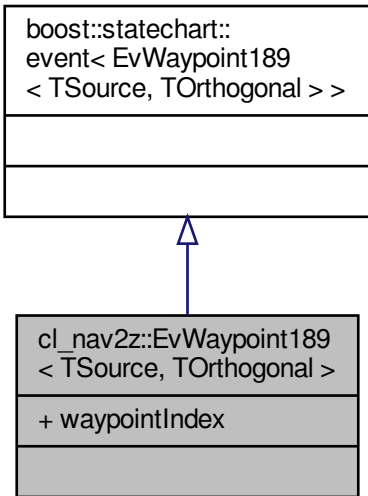 boost::statechart::
event< EvWaypoint189
< TSource, TOrthogonal > >
cl_nav2z::EvWaypoint189
< TSource, TOrthogonal >
+ waypointIndex